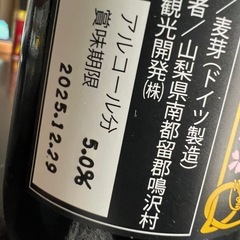 / 麦芽(ドイツ製造)
者 / 山梨県南都留郡鳴沢村
観光開発(株)
アルコール分 5.0%
賞味期限
2025.12.29